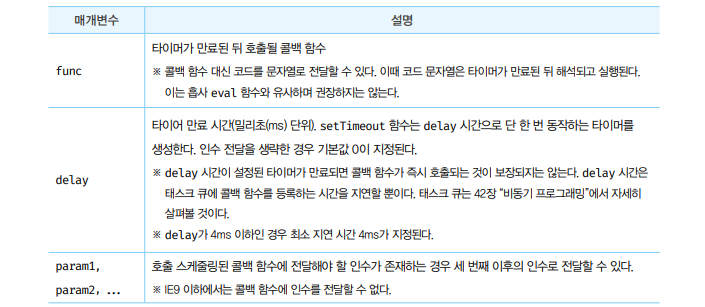 매개변수 설명
func
타이머가 만료된 뒤 호출될 콜백 함수
※ 콜백 함수 대신 코드를 문자열로 전달할 수 있다. 이때 코드 문자열은 타이머가 만료된 뒤 해석되고 실행된다.
이는 흡사 eval 함수와 유사하며 권장하지는 않는다.
delay
타이어 만료 시간(밀리초(ms) 단위). setTimeout 함수는 delay 시간으로 단 한 번 동작하는 타이머를
생성한다. 인수 전달을 생략한 경우 기본값 0이 지정된다.
※ delay 시간이 설정된 타이머가 만료되면 콜백 함수가 즉시 호출되는 것이 보장되지는 않는다. delay 시간은
태스크 큐에 콜백 함수를 등록하는 시간을 지연할 뿐이다. 태스크 큐는 42장 “비동기 프로그래밍”에서 자세히
살펴볼 것이다.
※ delay가 4ms 이하인 경우 최소 지연 시간 4ms가 지정된다.
param1,
param2, ...
호출 스케줄링된 콜백 함수에 전달해야 할 인수가 존재하는 경우 세 번째 이후의 인수로 전달할 수 있다.
※ IE9 이하에서는 콜백 함수에 인수를 전달할 수 없다.